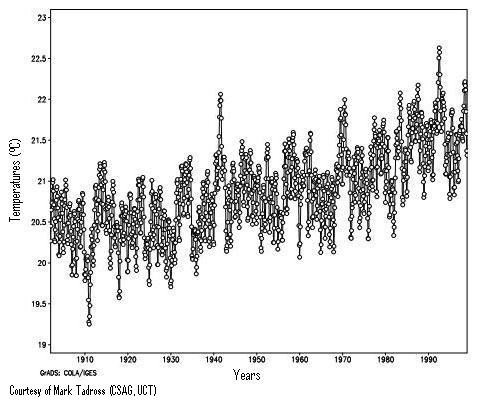 23
22.5
22
21.5
21
20.5
20
19.5
19
Temperatures (°C)
1910 1920 1930 1940 1950 1960 1970 1980 1990
GrADS: COLA/IGES
Years
Courtesy of Mark Tadross (CSAG, UCT)